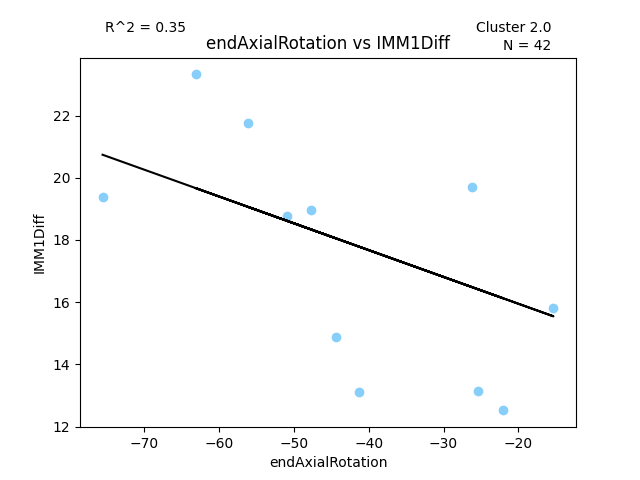 R^2 = 0.35
Cluster 2.0
N = 42
endAxialRotation vs IMM1Diff
22
20
18
16
14
12
IMM1Diff
−70
−60
−50
−40
−30
−20
endAxialRotation